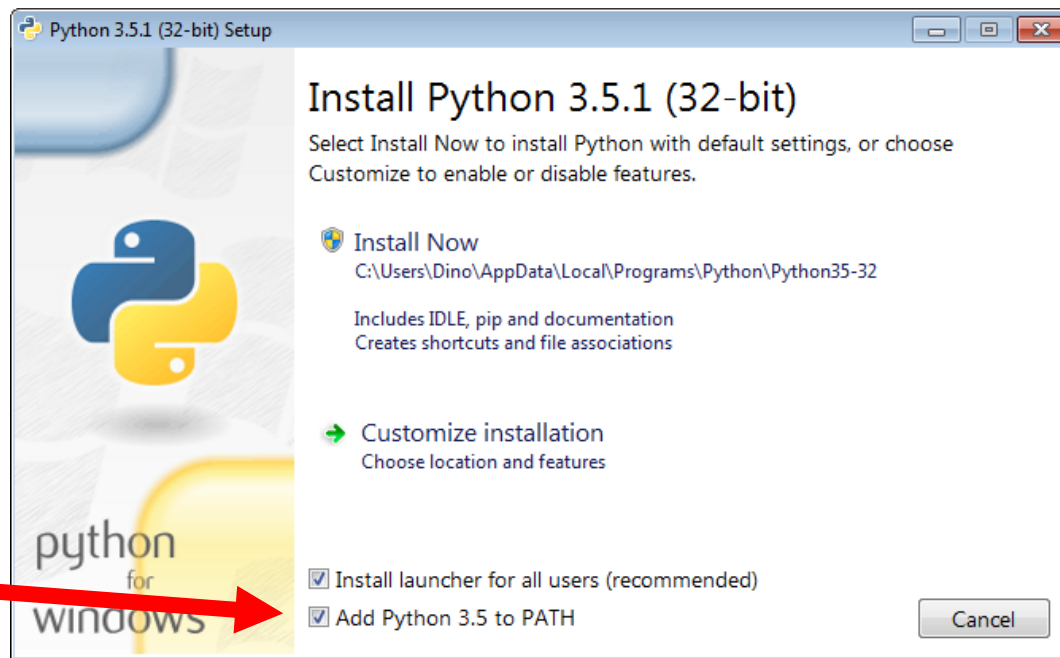 Python 3.5.1 (32-bit) Setup
Install Python 3.5.1 (32-bit)
Select Install Now to install Python with default settings, or choose
Customize to enable or disable features.
Install Now
C:\Users\Dino\AppData\Local\Programs\Python\Python35-32
Includes IDLE, pip and documentation
Creates shortcuts and file associations
Customize installation
Choose location and features
python
for
windows
Install launcher for all users (recommended)
Add Python 3.5 to PATH
Cancel